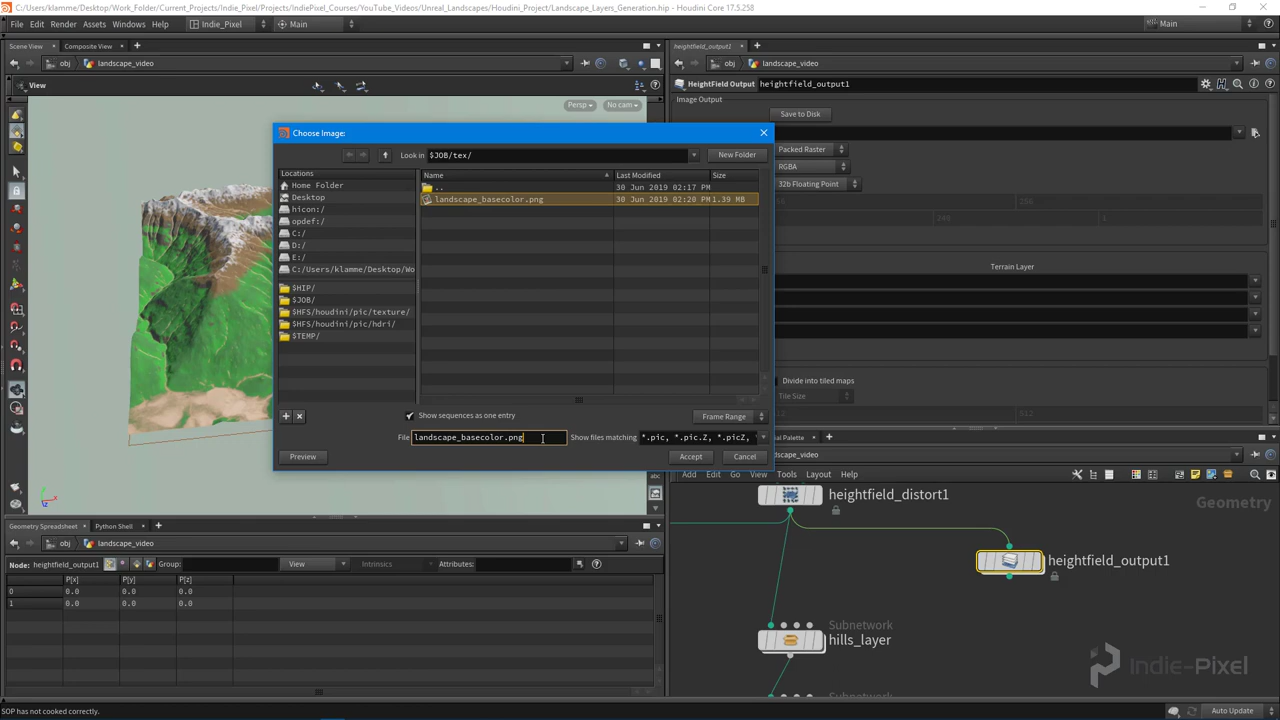 C:/Users/klamme/Desktop/Work_Folder/Current_Projects/Indie_Pixel/Projects/IndiePixel_Courses/YouTube_Videos/Unreal_Landscapes/Houdini_Project/Landscape_Layers_Generation.hip - Houdini Core 17.5.258
File Edit Render Assets Windows Help Indie_Pixel Main Main
Scene View Composite View heightfield_output1
obj landscape_video obj landscape_video
View HeightField Output heightfield_output1
Persp No cam Image Output
Save to Disk
Choose Image:
Packed Raster
Look in $JOB/tex/ New Folder
RGBA
Locations Name Last Modified Size
32b Floating Point
Home Folder .. 30 Jun 2019 02:17 PM
Desktop landscape_basecolor.png 30 Jun 2019 02:20 PM 1.39 MB
hicon:/
opdef:/
C:/
D:/
E:/
C:/Users/klamme/Desktop/Wo
Terrain Layer
$HIP/
$JOB/
$HFS/houdini/pic/texture/
$HFS/houdini/pic/hdri/
$TEMP/
Divide into tiled maps
Tile Size
512 512
Show sequences as one entry Frame Range
File landscape_basecolor.png Show files matching *.pic, *.pic.Z, *.picZ,
Preview Accept Cancel
ial Palette
landscape_video
Add Edit Go View Tools Layout Help
Geometry
heightfield_distort1
heightfield_output1
Subnetwork
hills_layer
Subnetwork
Geometry Spreadsheet Python Shell
obj landscape_video
Node: heightfield_output1 Group: View Intrinsics Attributes:
P[x] P[y] P[z]
0 0.0 0.0 0.0
1 0.0 0.0 0.0
Indie-Pixel
SOP has not cooked correctly. Auto Update